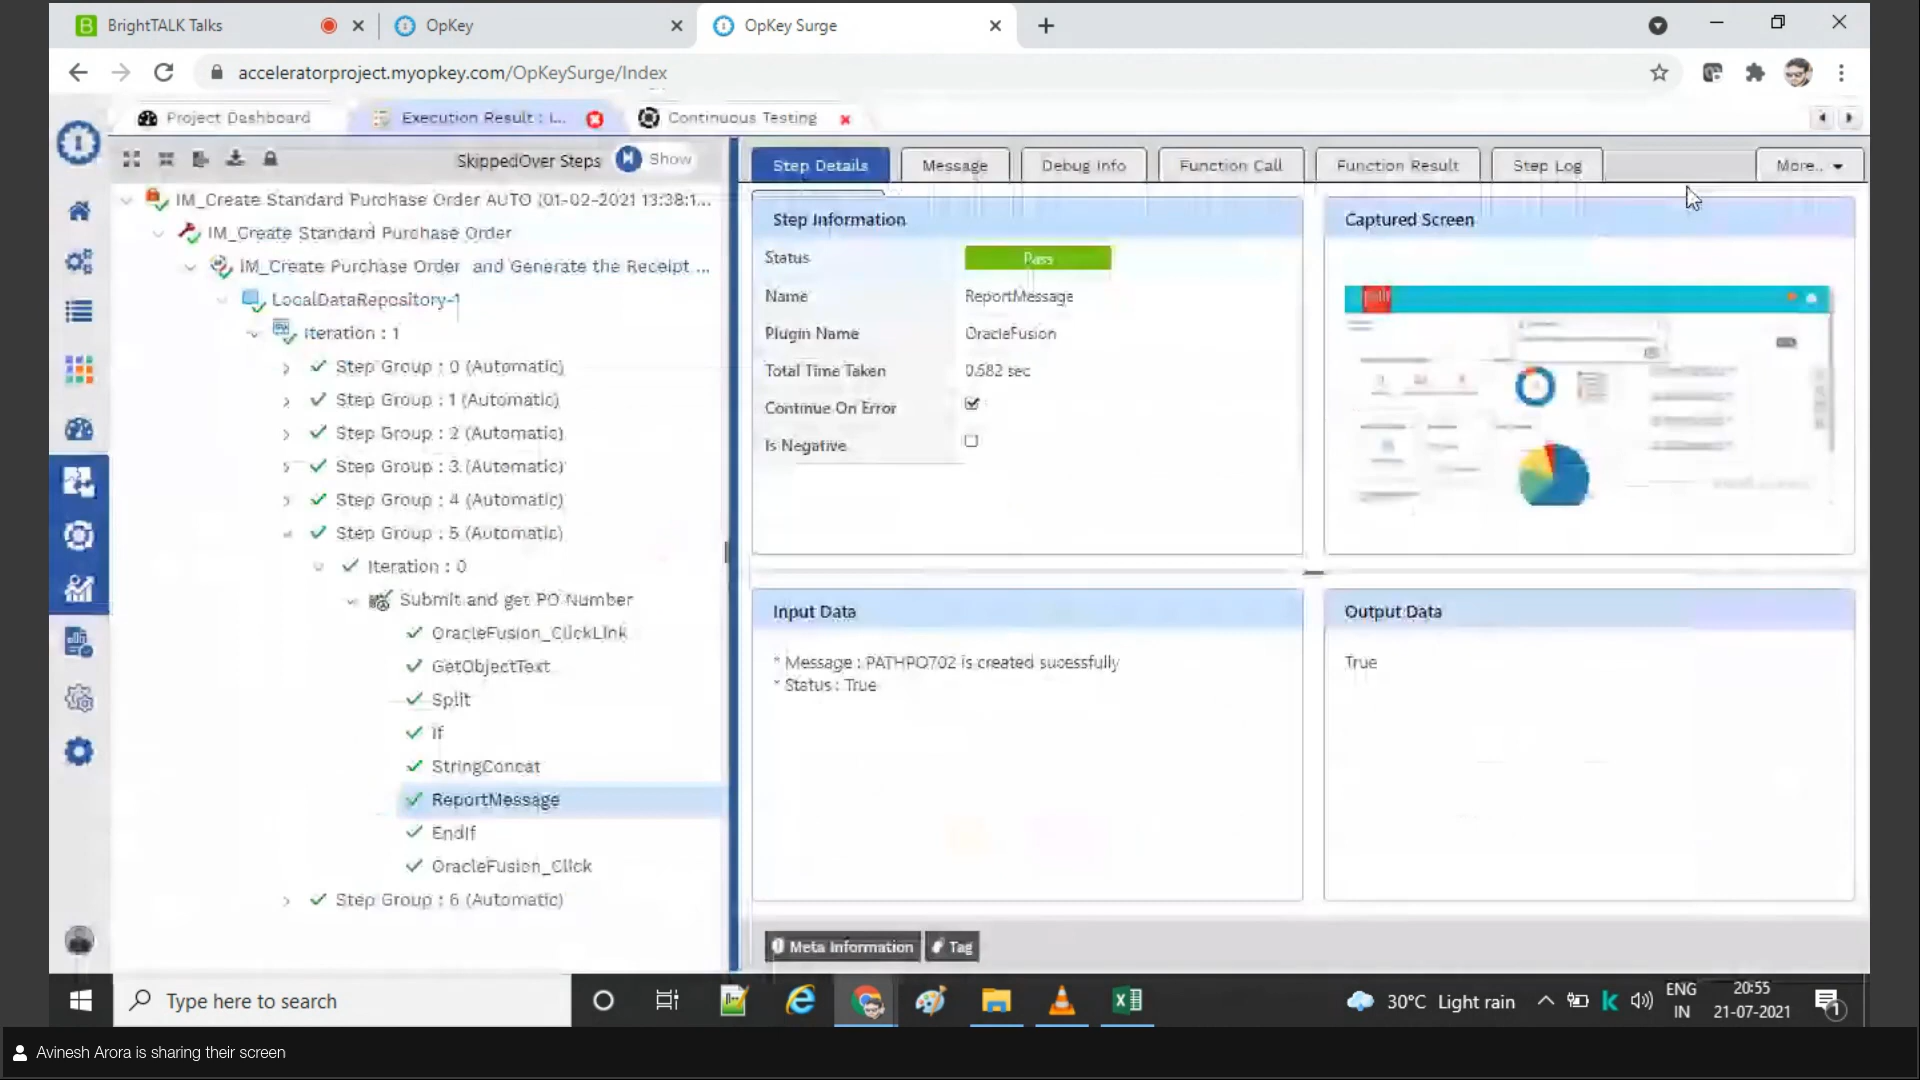 BrightTALK Talks
OpKey
OpKey Surge
acceleratorproject.myopkey.com/OpKeySurge/Index
Project Dashboard
Execution Result : I...
Continuous Testing
SkippedOver Steps
Show
IM_Create Standard Purchase Order AUTO (01-02-2021 13:38:1...
IM_Create Standard Purchase Order
IM_Create Purchase Order and Generate the Receipt ...
LocalDataRepository-1
Iteration : 1
Step Group : 0 (Automatic)
Step Group : 1 (Automatic)
Step Group : 2 (Automatic)
Step Group : 3 (Automatic)
Step Group : 4 (Automatic)
Step Group : 5 (Automatic)
Iteration : 0
Submit and get PO Number
OracleFusion_ClickLink
GetObjectText
Split
If
StringConcat
ReportMessage
EndIf
OracleFusion_Click
Step Group : 6 (Automatic)
Step Details
Message
Debug Info
Function Call
Function Result
Step Log
More..
Step Information
Status
Pass
Name
ReportMessage
Plugin Name
OracleFusion
Total Time Taken
0.582 sec
Continue On Error
Is Negative
Captured Screen
Input Data
* Message : PATHPO702 is created sucessfully
* Status : True
Output Data
True
Meta Information
Tag
Type here to search
30°C Light rain
ENG
IN
20:55
21-07-2021
1
Avinesh Arora is sharing their screen